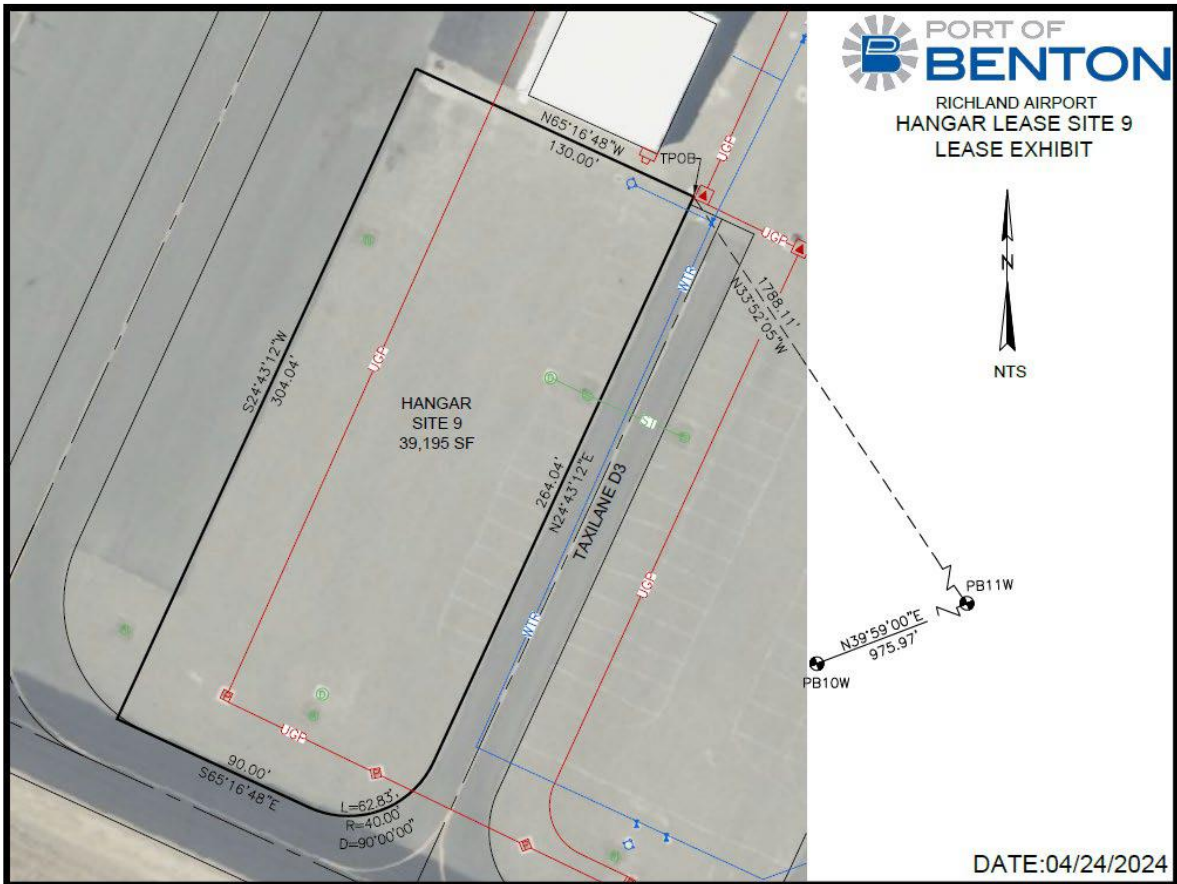 PORT OF
BENTON
RICHLAND AIRPORT
HANGAR LEASE SITE 9
LEASE EXHIBIT
N
NTS
N65°16'48"W
130.00'
TPOB
UGP
UGP
WTR
1788.11'
N33°52'05"W
S24°43'12"W
304.04'
UGP
HANGAR
SITE 9
39,195 SF
ST
264.04'
N24°43'12"E
TAXILANE D3
UGP
WTR
PB11W
N39°59'00"E
975.97'
PB10W
UGP
90.00'
S65°16'48"E
L=62.83',
R=40.00'
D=90°00'00"
DATE:04/24/2024